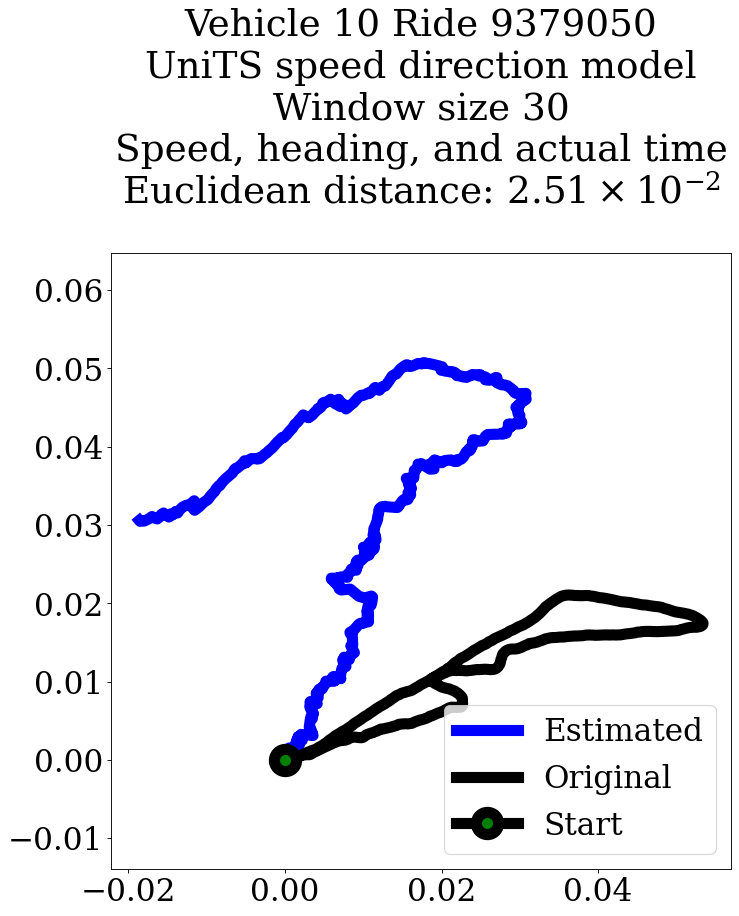 Vehicle 10 Ride 9379050
UniTS speed direction model
Window size 30
Speed, heading, and actual time
Euclidean distance: 2.51 × 10⁻²
0.06
0.05
0.04
0.03
0.02
0.01
0.00
−0.01
−0.02 0.00 0.02 0.04
Estimated
Original
Start